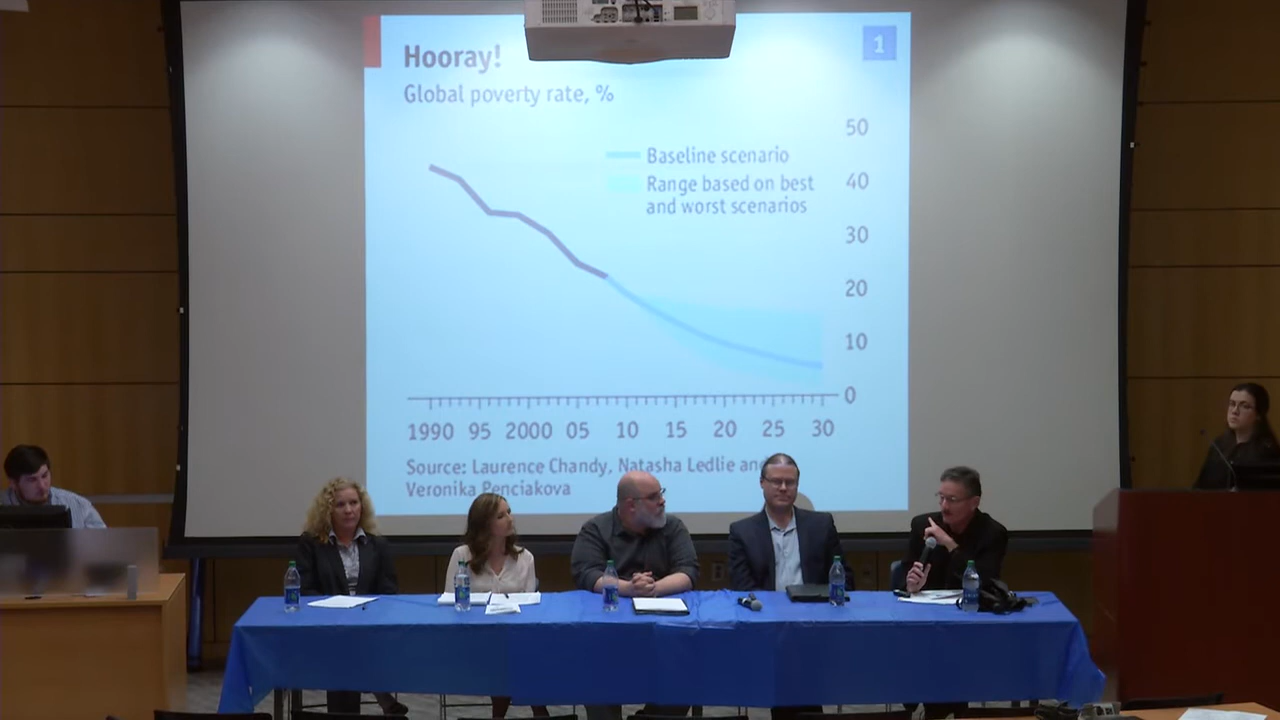 Hooray!
1
Global poverty rate, %
50
Baseline scenario
40
Range based on best
and worst scenarios
30
20
10
0
1990 95 2000 05 10 15 20 25 30
Source: Laurence Chandy, Natasha Ledlie and
Veronika Penciakova